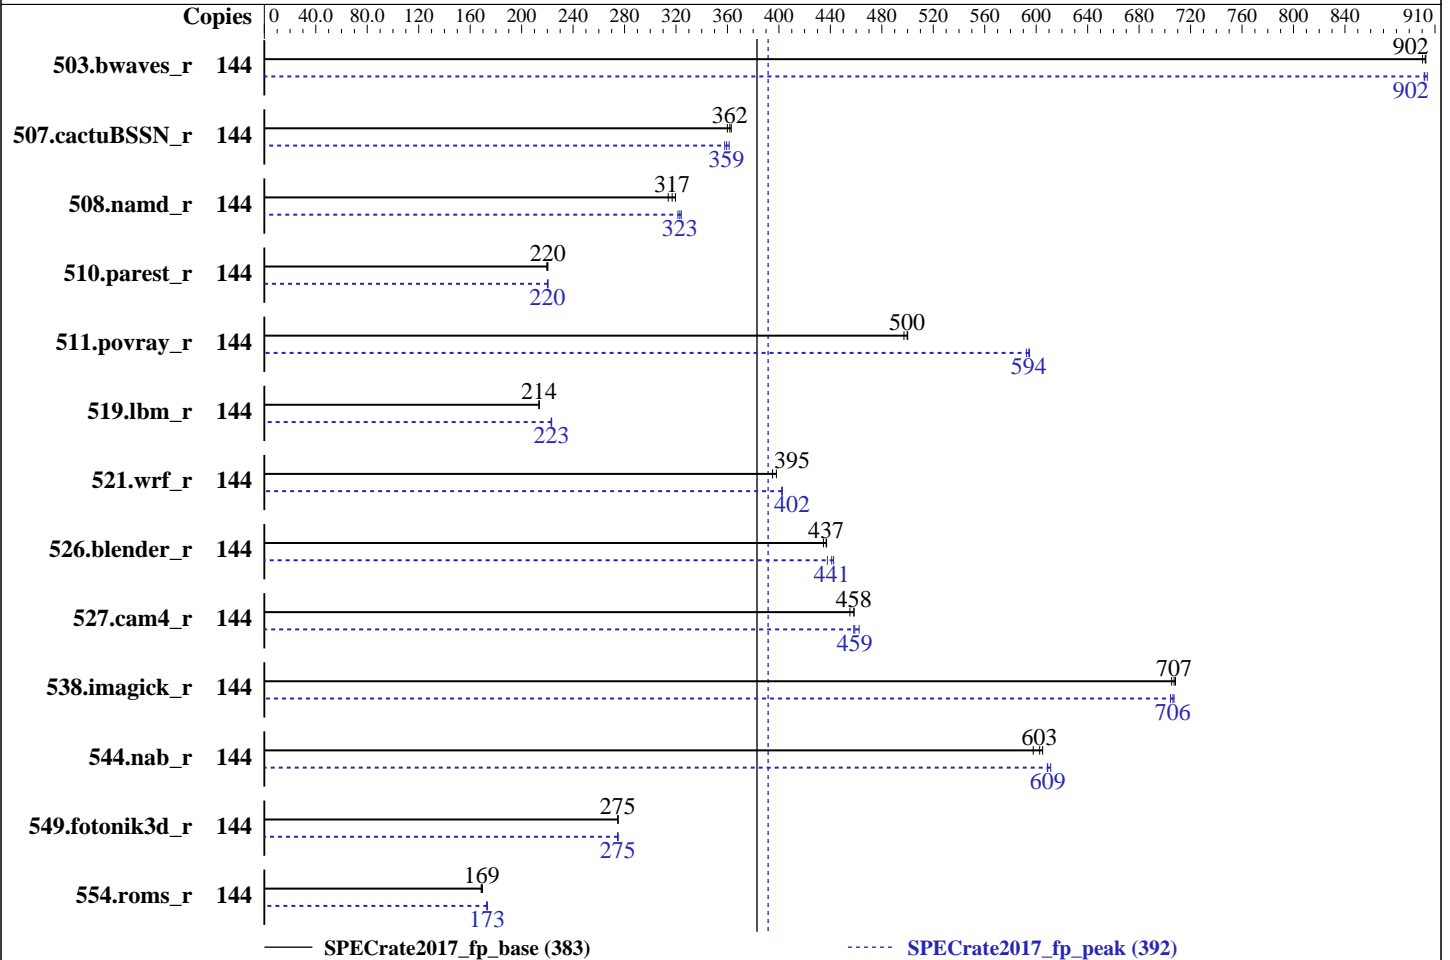 Copies 0 40.0 80.0 120 160 200 240 280 320 360 400 440 480 520 560 600 640 680 720 760 800 840 910
503.bwaves_r 144 902
902
507.cactuBSSN_r 144 362
359
508.namd_r 144 317
323
510.parest_r 144 220
220
511.povray_r 144 500
594
519.lbm_r 144 214
223
521.wrf_r 144 395
402
526.blender_r 144 437
441
527.cam4_r 144 458
459
538.imagick_r 144 707
706
544.nab_r 144 603
609
549.fotonik3d_r 144 275
275
554.roms_r 144 169
173
SPECrate2017_fp_base (383) SPECrate2017_fp_peak (392)